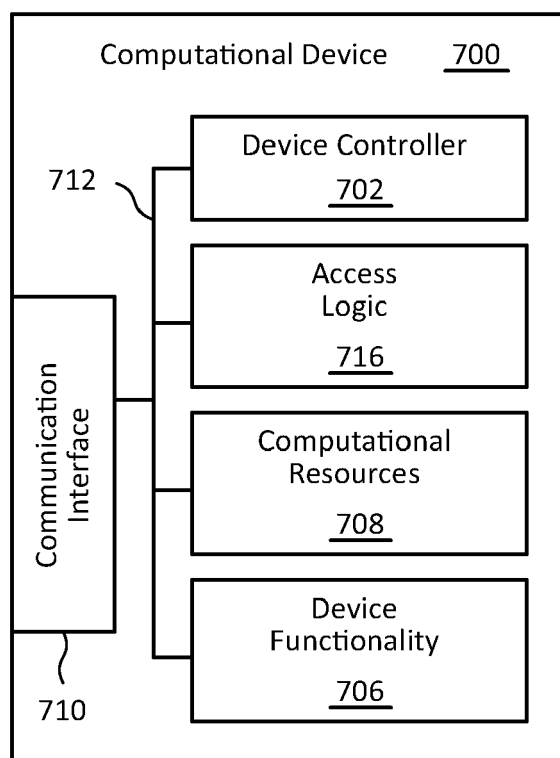 Computational Device 700
712
Device Controller
702
Access
Logic
716
Communication
Interface
Computational
Resources
708
Device
Functionality
706
710